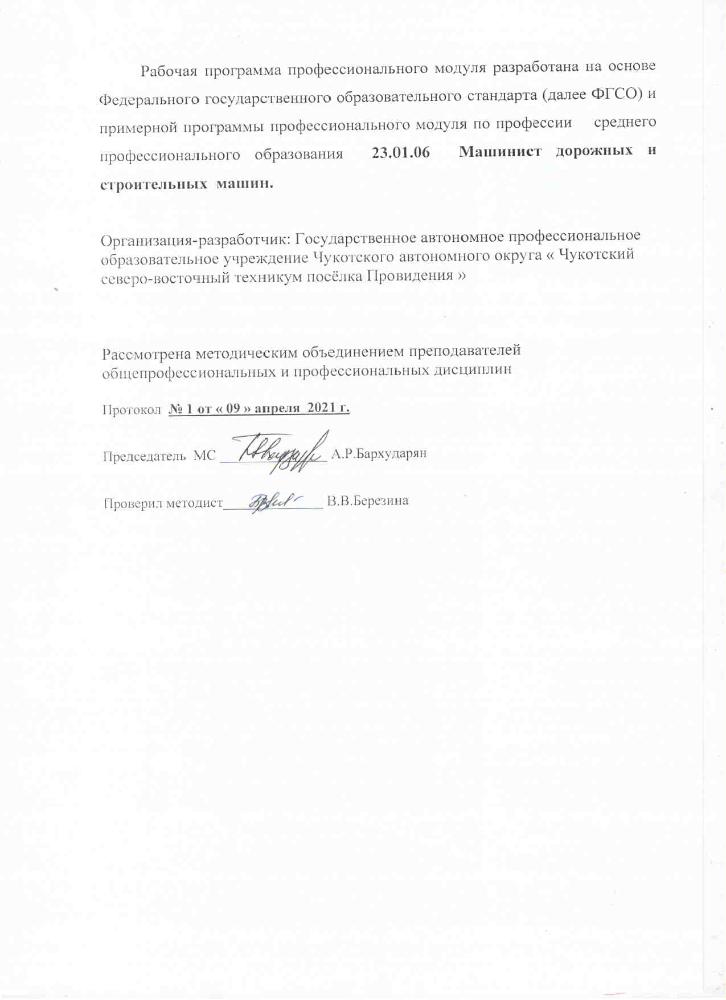 Рабочая программа профессионального модуля разработана на основе
Федерального государственного образовательного стандарта (далее ФГСО) и
примерной программы профессионального модуля по профессии среднего
профессионального образования 23.01.06 Машинист дорожных и
строительных машин.
Организация-разработчик: Государственное автономное профессиональное
образовательное учреждение Чукотского автономного округа « Чукотский
северо-восточный техникум посёлка Провидения »
Рассмотрена методическим объединением преподавателей
общепрофессиональных и профессиональных дисциплин
Протокол № 1 от « 09 » апреля 2021 г.
Председатель МС ______________ А.Р.Бархударян
Проверил методист______________ В.В.Березина